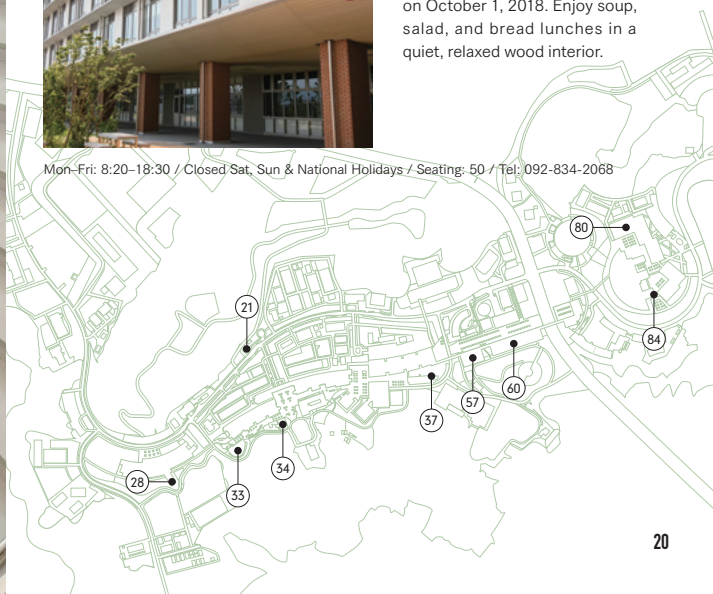 on October 1, 2018. Enjoy soup,
salad, and bread lunches in a
quiet, relaxed wood interior.
Mon–Fri: 8:20–18:30 / Closed Sat, Sun & National Holidays / Seating: 50 / Tel: 092-834-2068
80
21
84
60
57
37
34
33
28
20